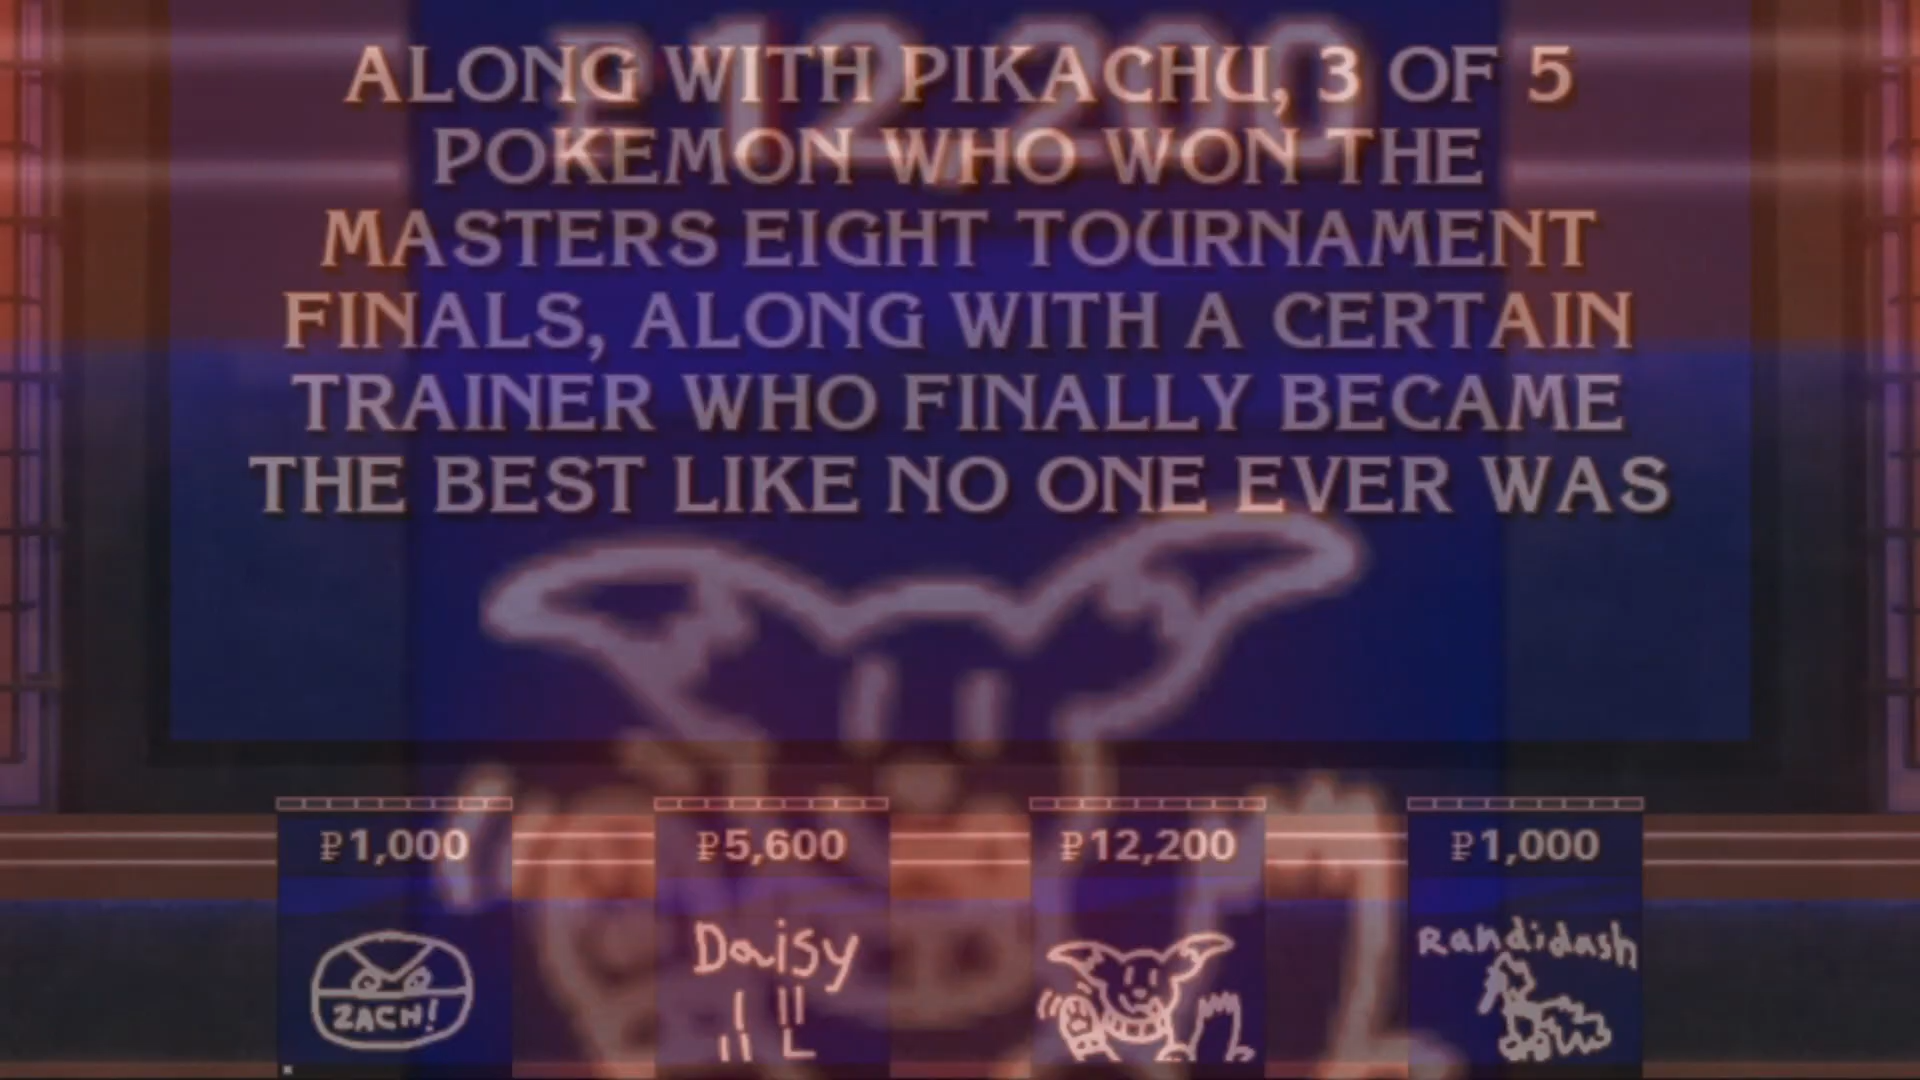 ₽12,200
ALONG WITH PIKACHU, 3 OF 5
POKEMON WHO WON THE
MASTERS EIGHT TOURNAMENT
FINALS, ALONG WITH A CERTAIN
TRAINER WHO FINALLY BECAME
THE BEST LIKE NO ONE EVER WAS
₽1,000
₽5,600
₽12,200
₽1,000
ZACH!
Daisy
Randidash